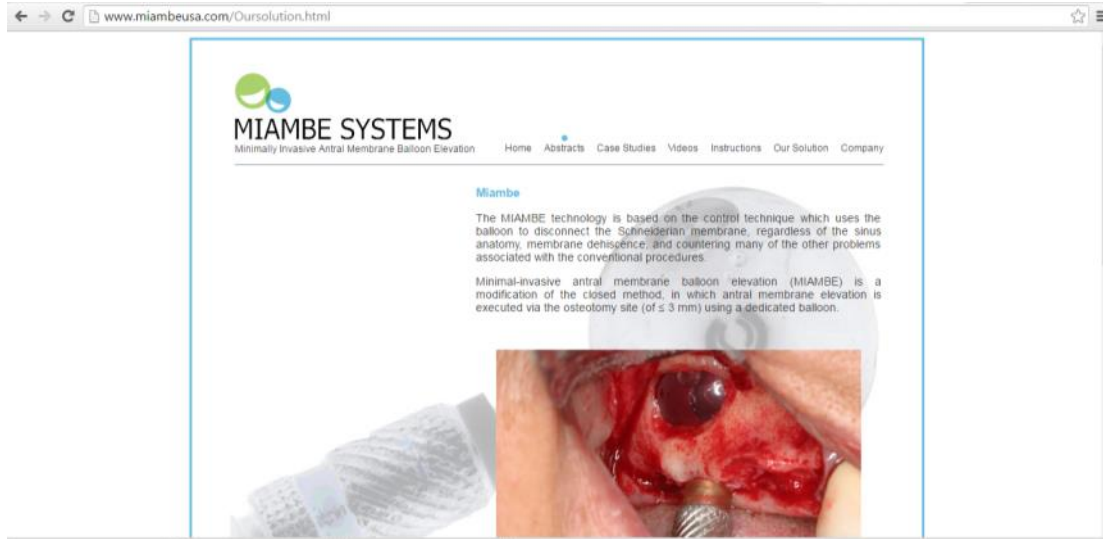 www.miambeusa.com/Oursolution.html
MIAMBE SYSTEMS
Minimally Invasive Antral Membrane Balloon Elevation
Home Abstracts Case Studies Videos Instructions Our Solution Company
Miambe
The MIAMBE technology is based on the control technique which uses the
balloon to disconnect the Schneiderian membrane, regardless of the sinus
anatomy, membrane dehiscence, and countering many of the other problems
associated with the conventional procedures.
Minimal-invasive antral membrane balloon elevation (MIAMBE) is a
modification of the closed method, in which antral membrane elevation is
executed via the osteotomy site (of ≤ 3 mm) using a dedicated balloon.